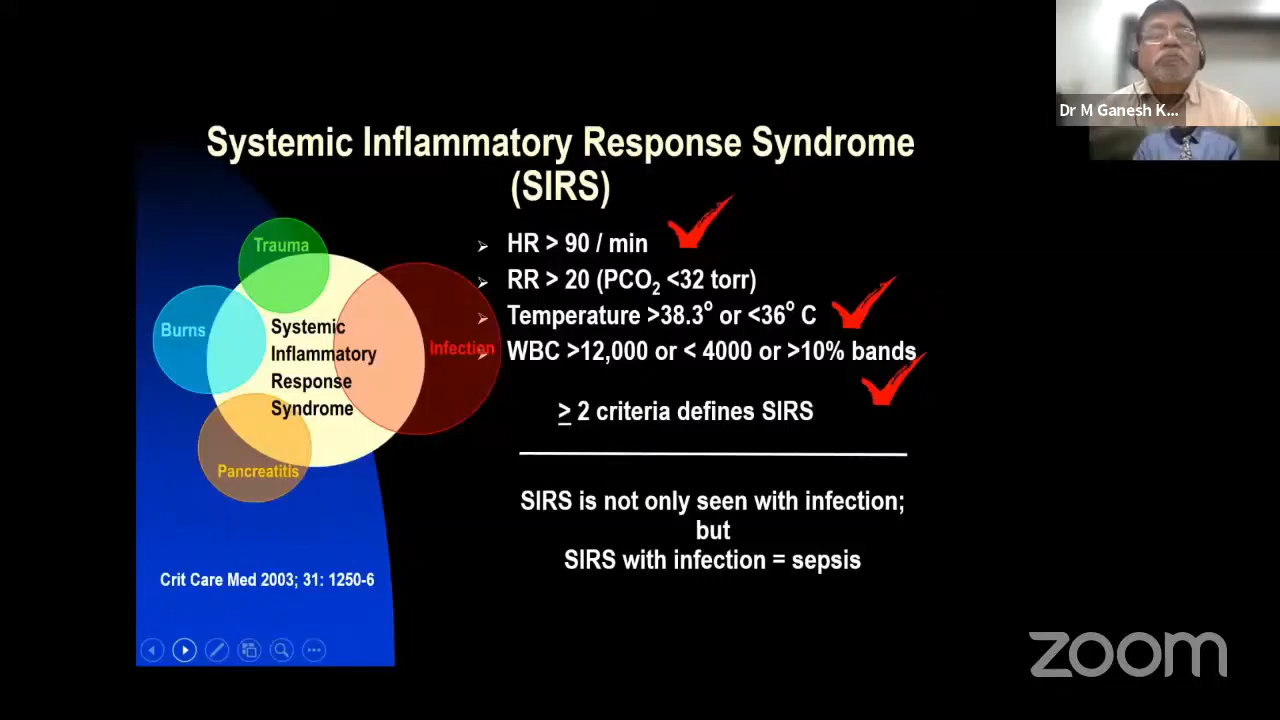 Dr M Ganesh K...
Systemic Inflammatory Response Syndrome
(SIRS)
HR > 90 / min
RR > 20 (PCO₂ <32 torr)
Temperature >38.3° or <36° C
WBC >12,000 or < 4000 or >10% bands
≥ 2 criteria defines SIRS
SIRS is not only seen with infection;
but
SIRS with infection = sepsis
Trauma
Burns
Systemic
Inflammatory
Response
Syndrome
Infection
Pancreatitis
Crit Care Med 2003; 31: 1250-6
zoom